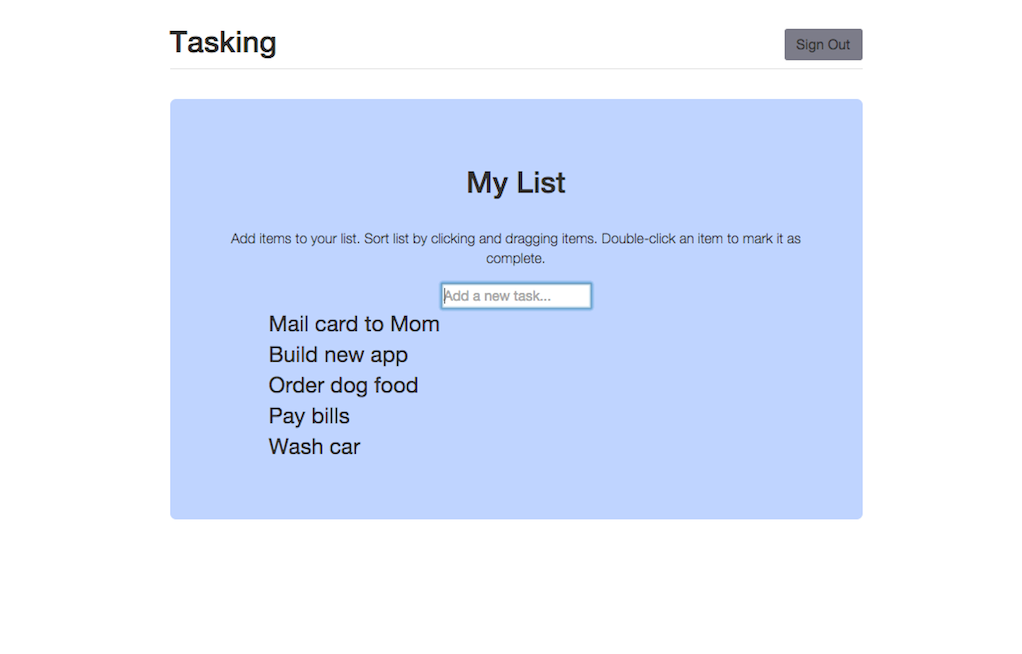 Tasking
Sign Out
My List
Add items to your list. Sort list by clicking and dragging items. Double-click an item to mark it as
complete.
Add a new task...
Mail card to Mom
Build new app
Order dog food
Pay bills
Wash car